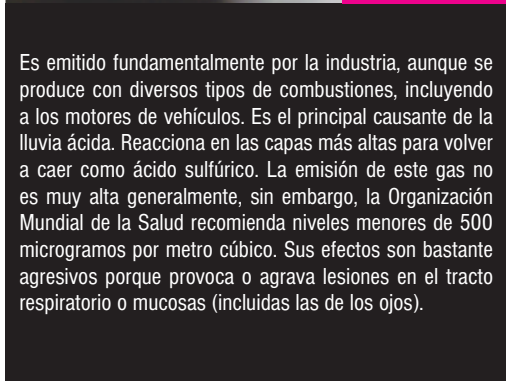 Es emitido fundamentalmente por la industria, aunque se
produce con diversos tipos de combustiones, incluyendo
a los motores de vehículos. Es el principal causante de la
lluvia ácida. Reacciona en las capas más altas para volver
a caer como ácido sulfúrico. La emisión de este gas no
es muy alta generalmente, sin embargo, la Organización
Mundial de la Salud recomienda niveles menores de 500
microgramos por metro cúbico. Sus efectos son bastante
agresivos porque provoca o agrava lesiones en el tracto
respiratorio o mucosas (incluidas las de los ojos).